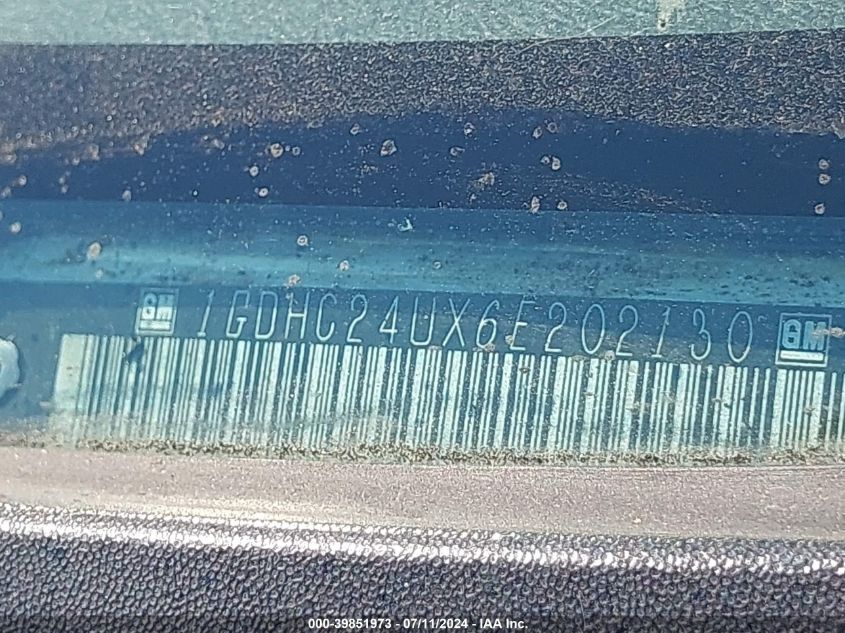 GM 1GDHC24UX6E202130 GM
000-39851973 - 07/11/2024 - IAA Inc.